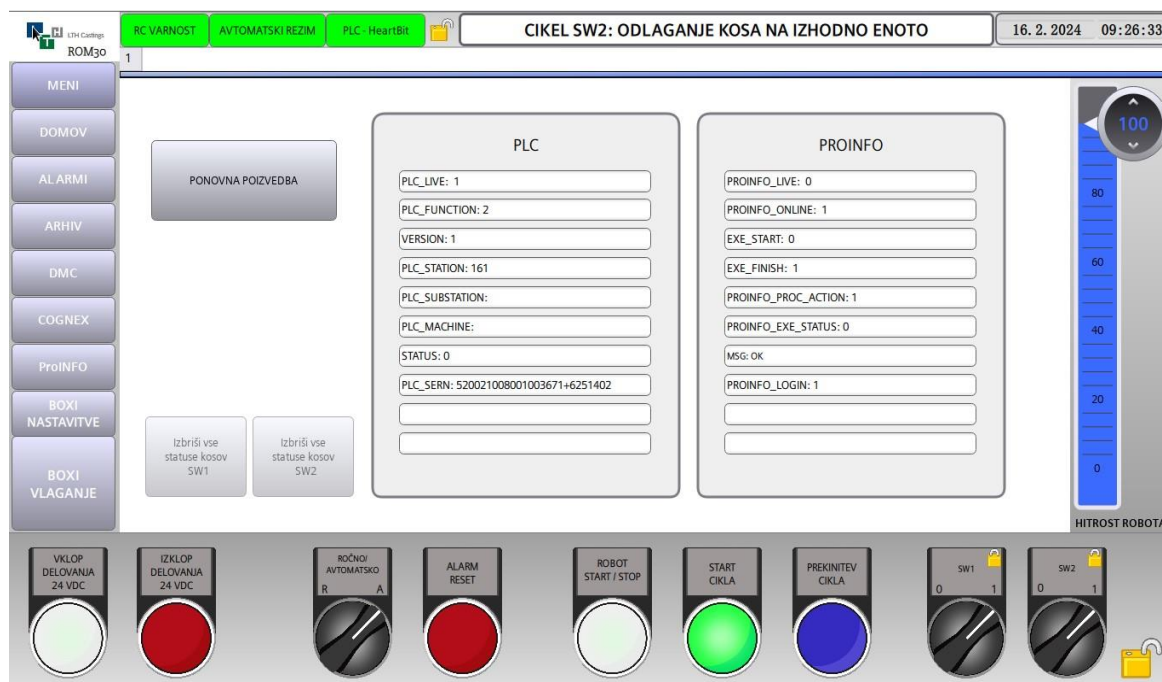 LTH Castings
ROM30
RC VARNOST
AVTOMATSKI REZIM
PLC - HeartBit
CIKEL SW2: ODLAGANJE KOSA NA IZHODNO ENOTO
16. 2. 2024 09:26:33
1
MENI
DOMOV
ALARMI
ARHIV
DMC
COGNEX
ProINFO
BOXI
NASTAVITVE
BOXI
VLAGANJE
PONOVNA POIZVEDBA
Izbriši vse
statuse kosov
SW1
Izbriši vse
statuse kosov
SW2
PLC
PLC_LIVE: 1
PLC_FUNCTION: 2
VERSION: 1
PLC_STATION: 161
PLC_SUBSTATION:
PLC_MACHINE:
STATUS: 0
PLC_SERN: 520021008001003671+6251402
PROINFO
PROINFO_LIVE: 0
PROINFO_ONLINE: 1
EXE_START: 0
EXE_FINISH: 1
PROINFO_PROC_ACTION: 1
PROINFO_EXE_STATUS: 0
MSG: OK
PROINFO_LOGIN: 1
100
80
60
40
20
0
HITROST ROBOTA
VKLOP
DELOVANJA
24 VDC
IZKLOP
DELOVANJA
24 VDC
ROČNO/
AVTOMATSKO
R A
ALARM
RESET
ROBOT
START / STOP
START
CIKLA
PREKINITEV
CIKLA
SW1
0 1
SW2
0 1